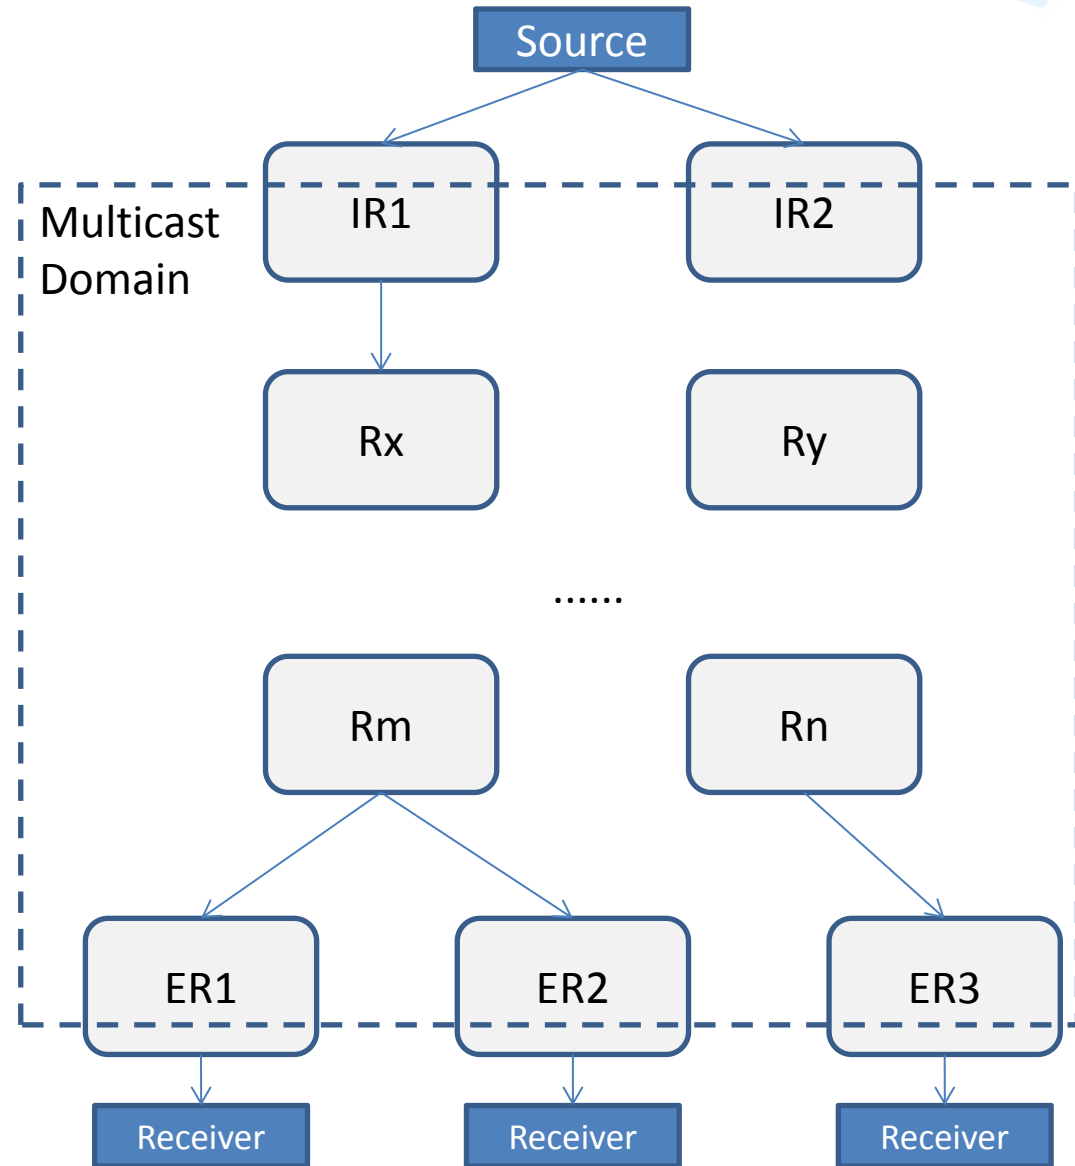 Source
IR1
IR2
Multicast
Domain
Rx
Ry
......
Rm
Rn
ER1
ER2
ER3
Receiver
Receiver
Receiver